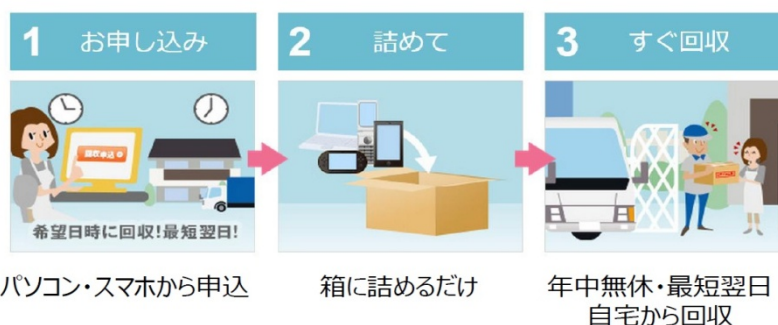 1 お申し込み
2 詰めて
3 すぐ回収
回収申込
希望日時に回収!最短翌日!
パソコン・スマホから申込
箱に詰めるだけ
年中無休・最短翌日
自宅から回収